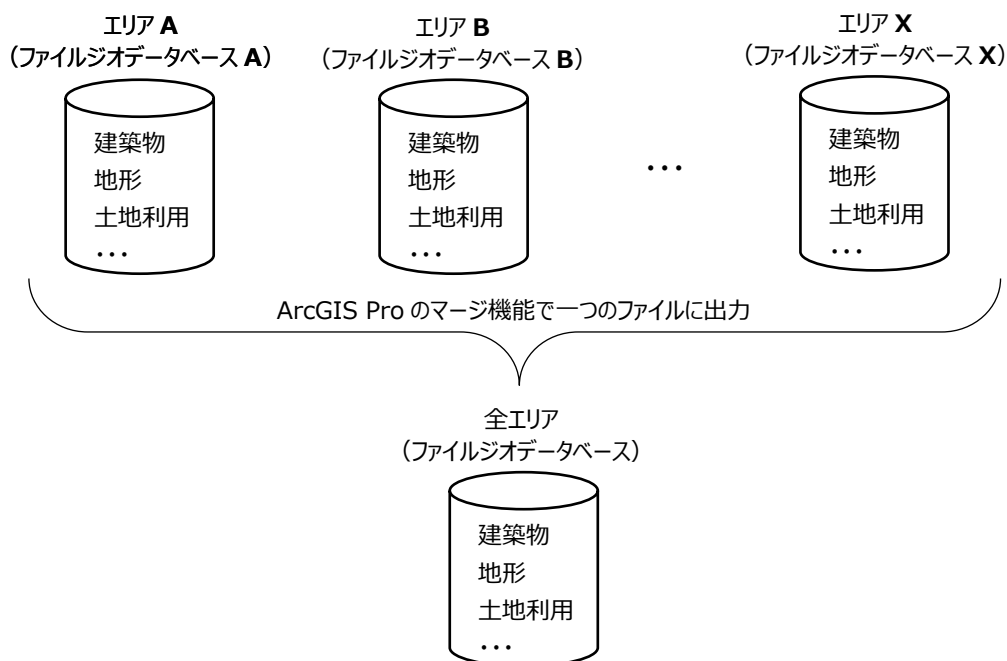 エリア A
（ファイルジオデータベース A）
建築物
地形
土地利用
・・・
エリア B
（ファイルジオデータベース B）
建築物
地形
土地利用
・・・
・・・
エリア X
（ファイルジオデータベース X）
建築物
地形
土地利用
・・・
ArcGIS Pro のマージ機能で一つのファイルに出力
全エリア
（ファイルジオデータベース）
建築物
地形
土地利用
・・・